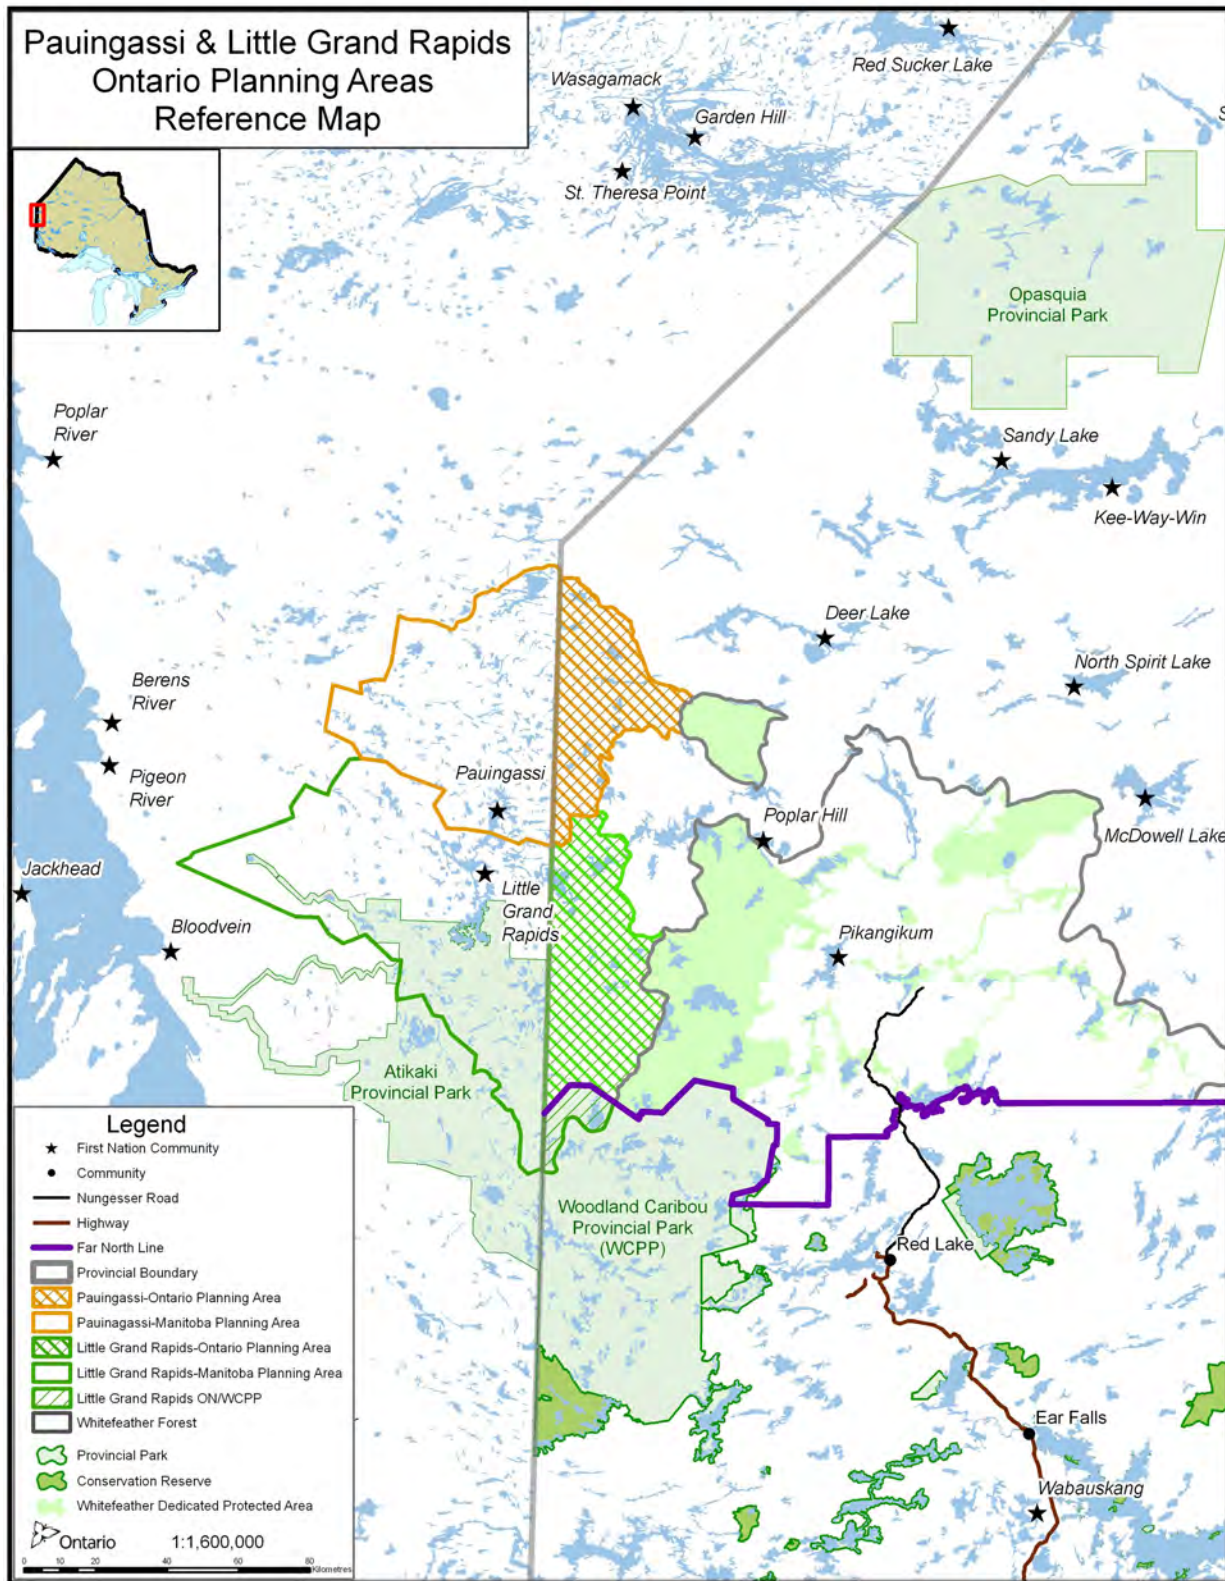 Pauingassi & Little Grand Rapids
Ontario Planning Areas
Reference Map
Red Sucker Lake
Wasagamack
Garden Hill
S
St. Theresa Point
Opasquia
Provincial Park
Poplar
River
Sandy Lake
Kee-Way-Win
Deer Lake
North Spirit Lake
Berens
River
Pigeon
River
Pauingassi
Poplar Hill
McDowell Lake
Jackhead
Little
Grand
Rapids
Bloodvein
Pikangikum
Atikaki
Provincial Park
Woodland Caribou
Provincial Park
(WCPP)
Red Lake
Ear Falls
Wabauskang
Legend
First Nation Community
Community
Nungesser Road
Highway
Far North Line
Provincial Boundary
Pauingassi-Ontario Planning Area
Pauinagassi-Manitoba Planning Area
Little Grand Rapids-Ontario Planning Area
Little Grand Rapids-Manitoba Planning Area
Little Grand Rapids ON/WCPP
Whitefeather Forest
Provincial Park
Conservation Reserve
Whitefeather Dedicated Protected Area
Ontario 1:1,600,000
0 10 20 40 60 80
Kilometres